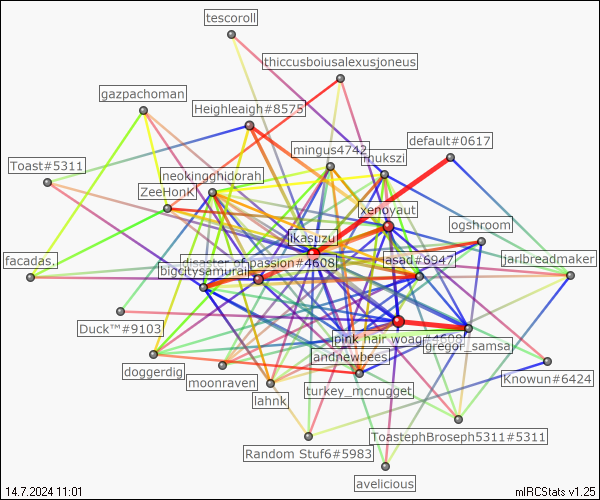 tescoroll
thiccusboiusalexusjoneus
gazpachoman
Heighleaigh#8575
default#0617
mingus4742
mukszi
Toast#5311
neokinghidorah
ZeeHonk
xenoyaut
ogshroom
ikasuzu
disaster of passion#4608
asad#6947
jarlbreadmaker
facadas.
bigcitysamurai
Duck™#9103
pink hair woag#4608
gregor_samsa
andnewbees
doggerdig
moonraven
turkey_mcnugget
Knowun#6424
lahnk
ToastephBroseph5311#5311
Random Stuf6#5983
avelicious
14.7.2024 11:01
mIRCStats v1.25